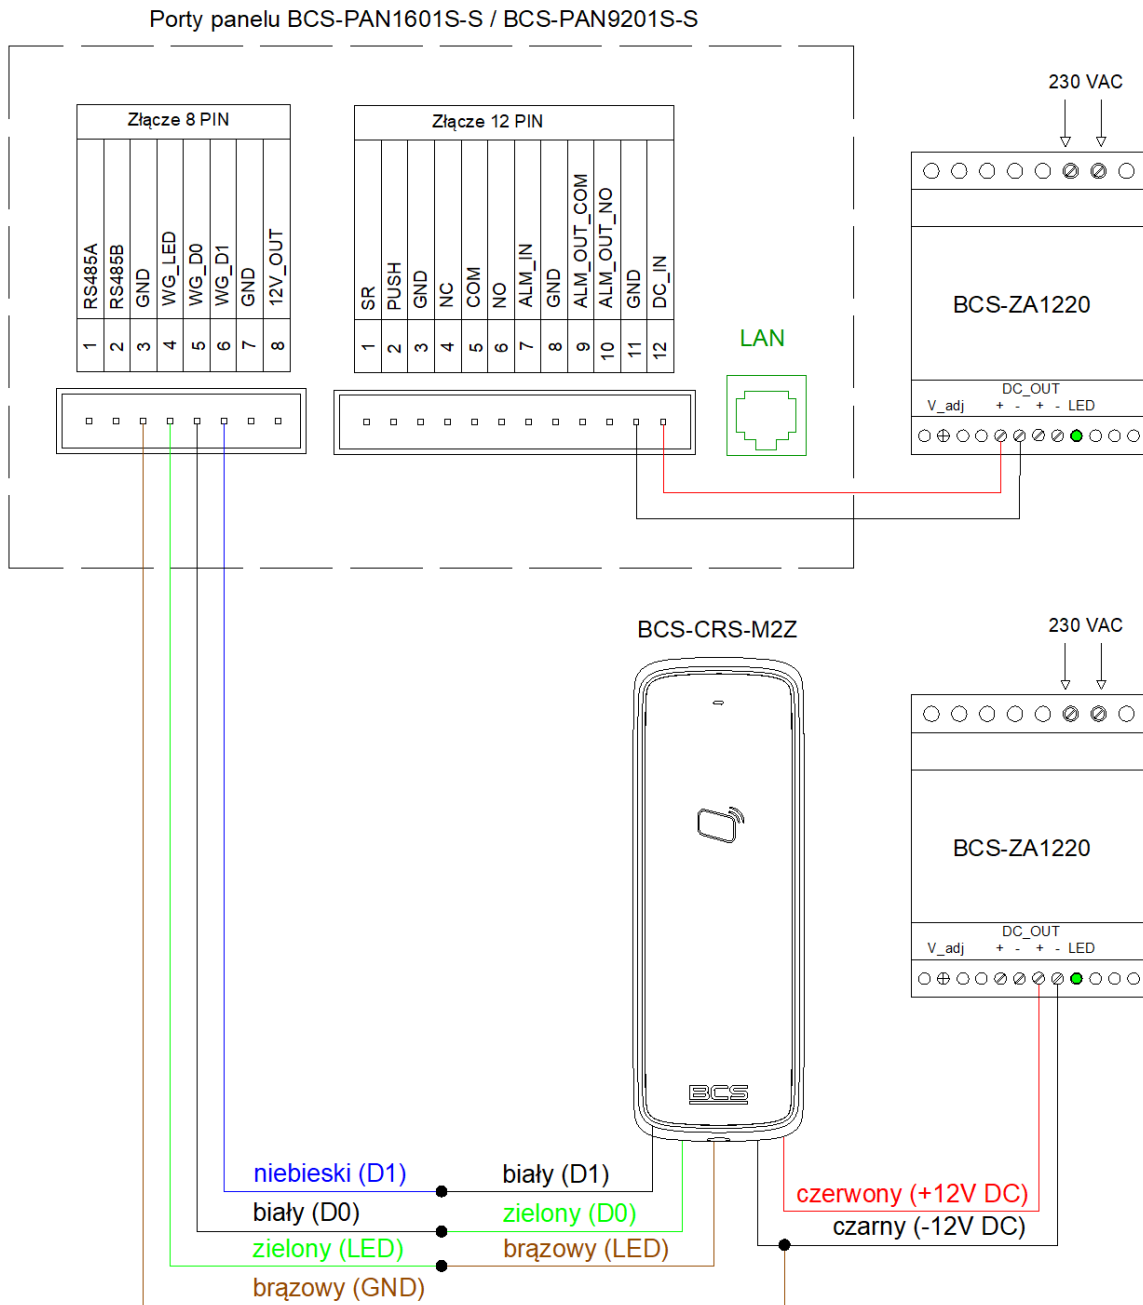 Porty panelu BCS-PAN1601S-S / BCS-PAN9201S-S
Złącze 8 PIN
RS485A
RS485B
GND
WG_LED
WG_D0
WG_D1
GND
12V_OUT
1 2 3 4 5 6 7 8
Złącze 12 PIN
SR
PUSH
GND
NC
COM
NO
ALM_IN
GND
ALM_OUT_COM
ALM_OUT_NO
GND
DC_IN
1 2 3 4 5 6 7 8 9 10 11 12
LAN
230 VAC
BCS-ZA1220
DC_OUT
V_adj + - + - LED
BCS-CRS-M2Z
BCS
230 VAC
BCS-ZA1220
DC_OUT
V_adj + - + - LED
niebieski (D1)
biały (D1)
biały (D0)
zielony (D0)
zielony (LED)
brązowy (LED)
brązowy (GND)
czerwony (+12V DC)
czarny (-12V DC)